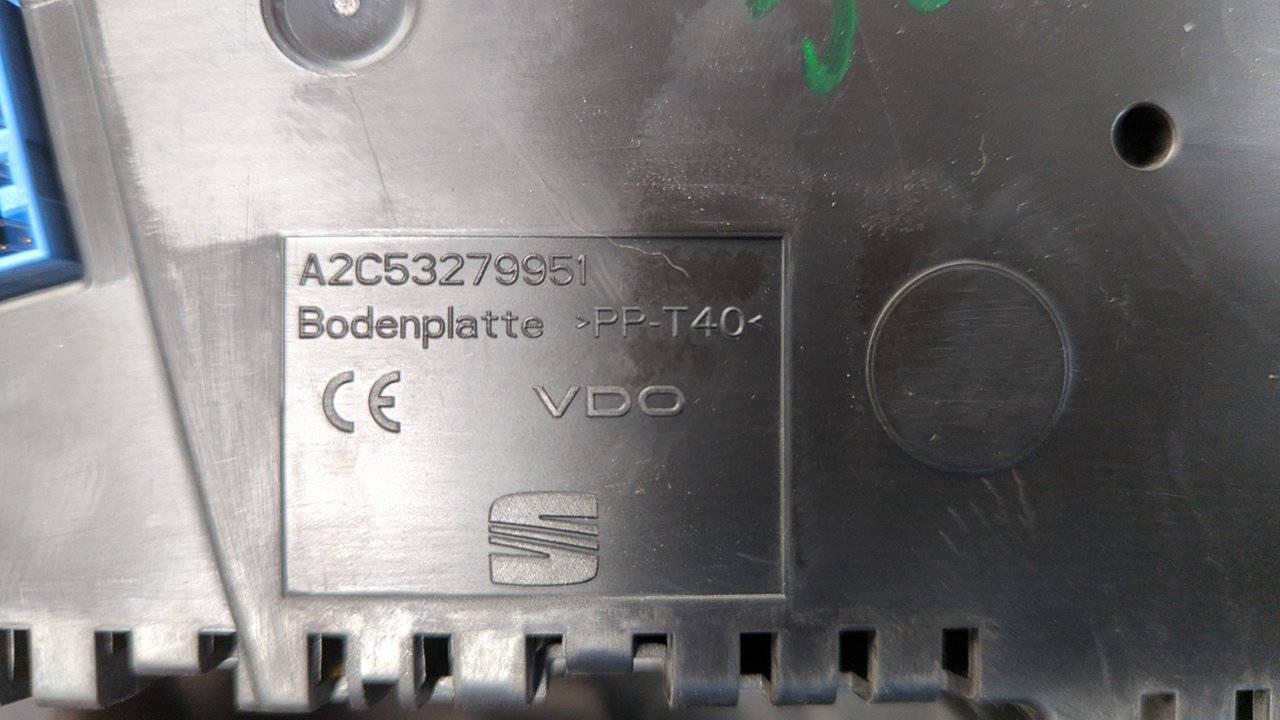 A2C53279951
Bodenplatte >PP-T40<
CE VDO